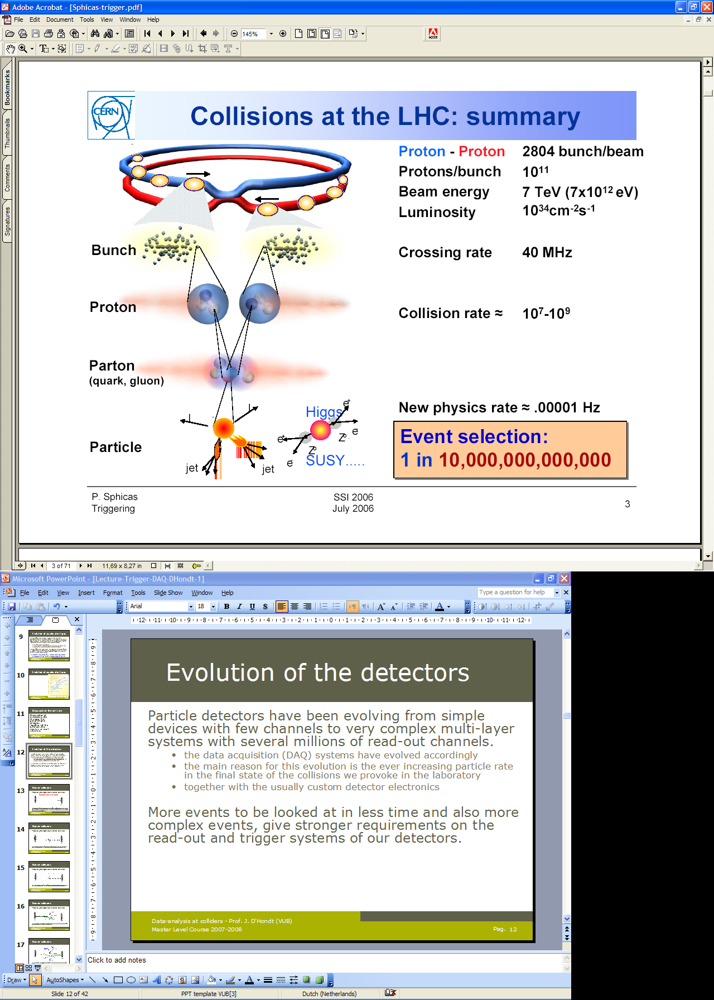 Adobe Acrobat - [Sphicas-trigger.pdf]
File Edit Document Tools View Window Help
145%
Adobe
Bookmarks
Thumbnails
Comments
Signatures
CERN
Collisions at the LHC: summary
Proton - Proton 2804 bunch/beam
Protons/bunch 10¹¹
Beam energy 7 TeV (7x10¹² eV)
Luminosity 10³⁴cm⁻²s⁻¹
Bunch
Crossing rate 40 MHz
Proton
Collision rate ≈ 10⁷-10⁹
Parton
(quark, gluon)
New physics rate ≈ .00001 Hz
l l
Higgs
e⁺
e⁻
Z⁰
e⁺
Z⁰
e⁻
SUSY.....
Particle
jet jet
Event selection:
1 in 10,000,000,000,000
P. Sphicas
Triggering
SSI 2006
July 2006
3
3 of 71 11,69 x 8,27 in
Microsoft PowerPoint - [Lecture-Trigger-DAQ-DHondt-1]
File Edit View Insert Format Tools Slide Show Window Help Type a question for help
Arial 18 B I U S
9
10
11
12
13
14
15
16
17
Evolution of the detectors
Particle detectors have been evolving from simple
devices with few channels to very complex multi-layer
systems with several millions of read-out channels.
• the data acquisition (DAQ) systems have evolved accordingly
• the main reason for this evolution is the ever increasing particle rate
in the final state of the collisions we provoke in the laboratory
• together with the usually custom detector electronics
More events to be looked at in less time and also more
complex events, give stronger requirements on the
read-out and trigger systems of our detectors.
Data-analysis at colliders - Prof. J. D'Hondt (VUB)
Master Level Course 2007-2008
Pag. 12
Click to add notes
Draw AutoShapes
Slide 12 of 42 PPT template VUB[3] Dutch (Netherlands)